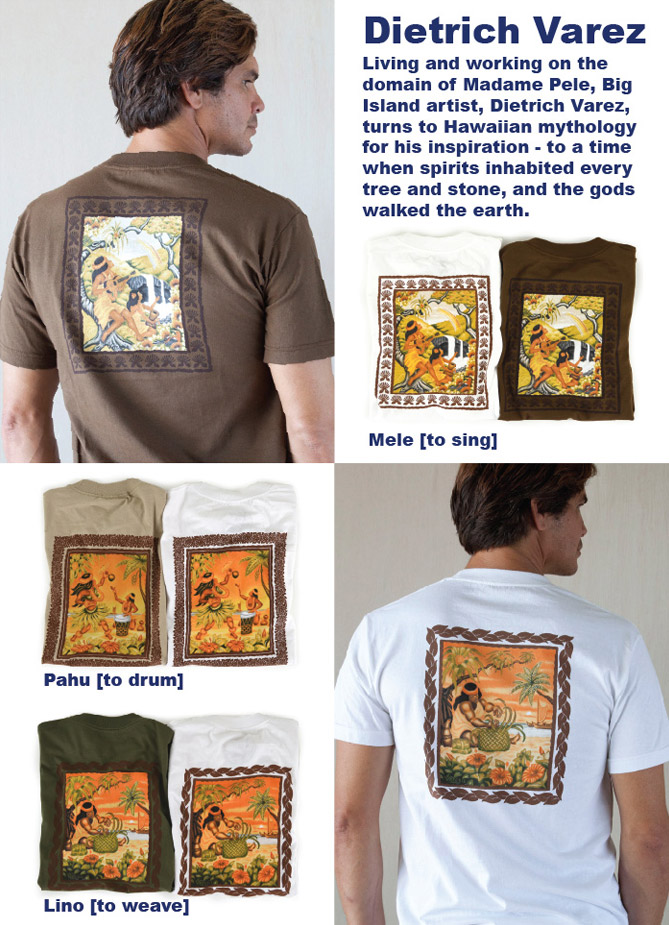 Dietrich Varez
Living and working on the
domain of Madame Pele, Big
Island artist, Dietrich Varez,
turns to Hawaiian mythology
for his inspiration - to a time
when spirits inhabited every
tree and stone, and the gods
walked the earth.
Mele [to sing]
Pahu [to drum]
Lino [to weave]